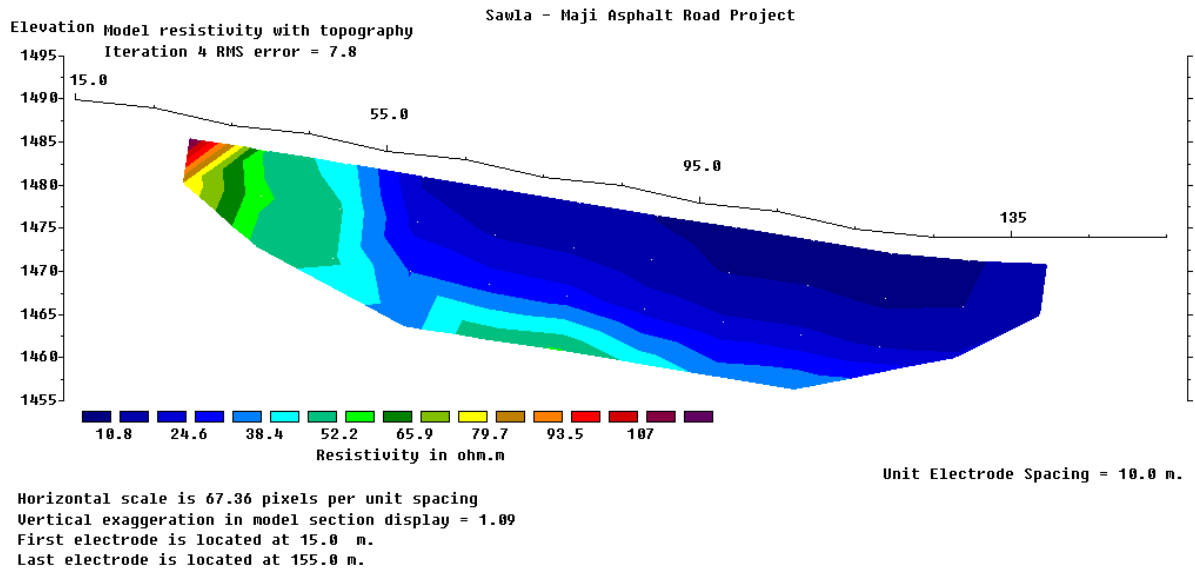 Sawla - Maji Asphalt Road Project
Elevation Model resistivity with topography
Iteration 4 RMS error = 7.8
1495
15.0
1490
55.0
1485
95.0
1480
135
1475
1470
1465
1460
1455
10.8 24.6 38.4 52.2 65.9 79.7 93.5 107
Resistivity in ohm.m
Unit Electrode Spacing = 10.0 m.
Horizontal scale is 67.36 pixels per unit spacing
Vertical exaggeration in model section display = 1.09
First electrode is located at 15.0 m.
Last electrode is located at 155.0 m.